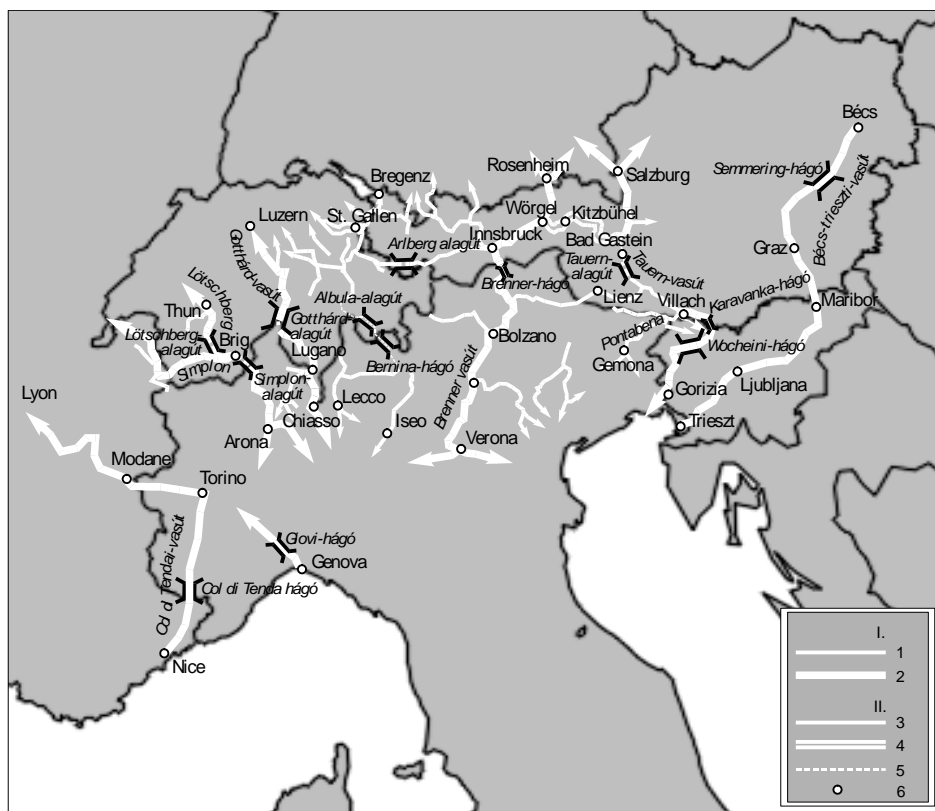 Bécs
Semmering-hágó
Bécs-trieszti-vasút
Rosenheim
Salzburg
Bregenz
Luzern
St. Gallen
Wörgel
Kitzbühel
Innsbruck
Arlberg alagút
Bad Gastein
Tauern-
alagút
Tauern-vasút
Graz
Gotthárd-vasút
Brenner-hágó
Lienz
Villach
Karavanka-hágó
Maribor
Lötschberg
Thun
Albula-alagút
Gotthárd-
alagút
Lötschberg-
alagút
Brig
Lugano
Bolzano
Pontabena
Wocheini-hágó
Simplon
Simplon-
alagút
Bernina-hágó
Gemona
Ljubljana
Lyon
Chiasso
Lecco
Brenner vasút
Gorizia
Arona
Iseo
Verona
Trieszt
Modane
Torino
Col di Tendai-vasút
Giovi-hágó
Genova
Col di Tenda hágó
Nice
I.
1
2
II.
3
4
5
6